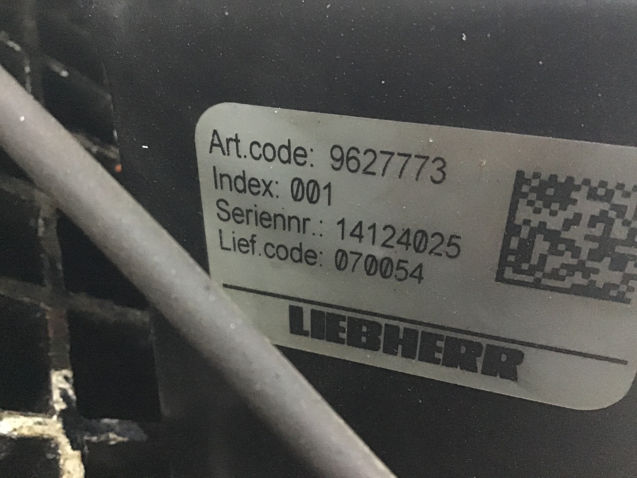 Art.code: 9627773
Index: 001
Seriennr.: 14124025
Lief.code: 070054
LIEBHERR